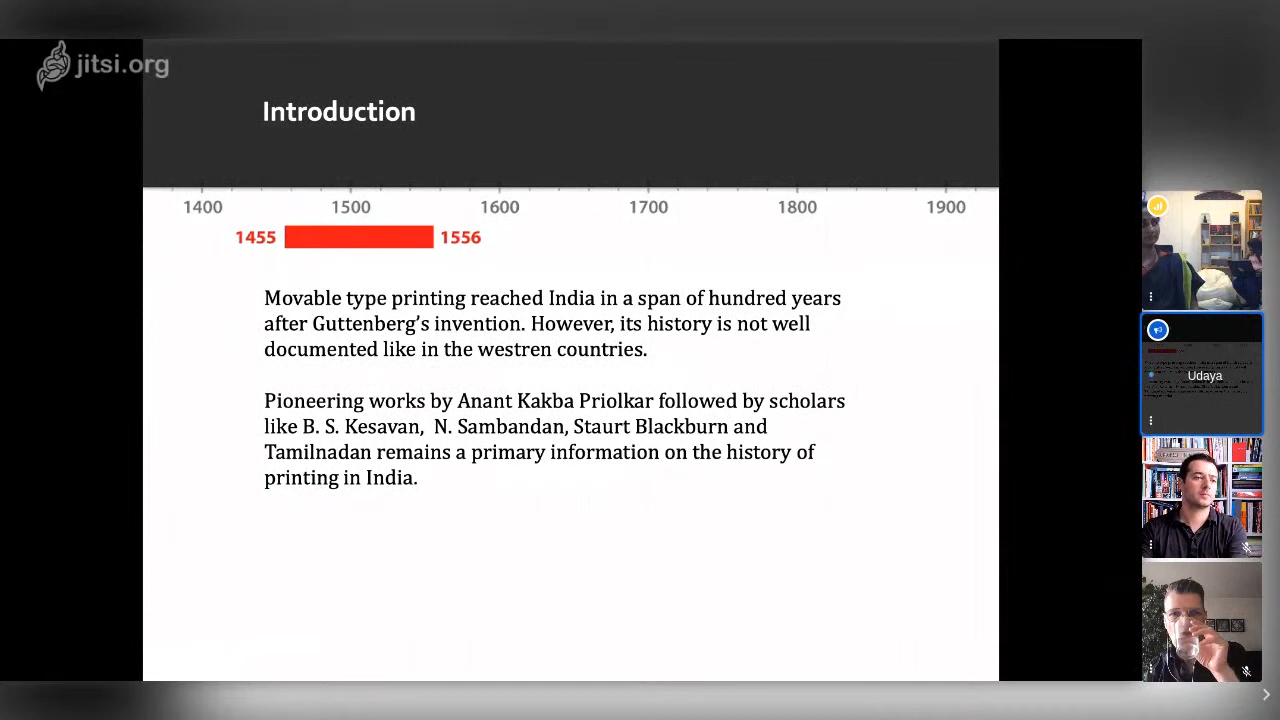 jitsi.org
Introduction
1400 1500 1600 1700 1800 1900
1455 1556
Movable type printing reached India in a span of hundred years
after Guttenberg’s invention. However, its history is not well
documented like in the westren countries.
Pioneering works by Anant Kakba Priolkar followed by scholars
like B. S. Kesavan, N. Sambandan, Staurt Blackburn and
Tamilnadan remains a primary information on the history of
printing in India.
Udaya